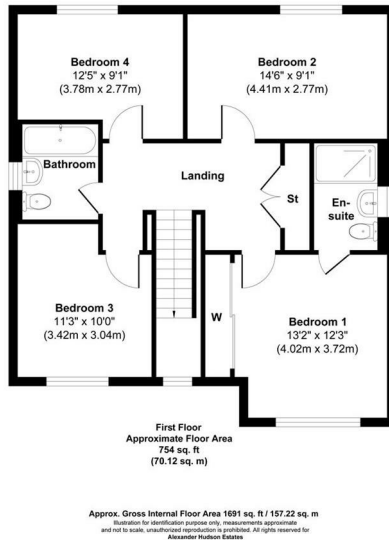 Bedroom 4
12'5" x 9'1"
(3.78m x 2.77m)
Bedroom 2
14'6" x 9'1"
(4.41m x 2.77m)
Bathroom
Landing
St
En-
suite
Bedroom 3
11'3" x 10'0"
(3.42m x 3.04m)
W
Bedroom 1
13'2" x 12'3"
(4.02m x 3.72m)
First Floor
Approximate Floor Area
754 sq. ft
(70.12 sq. m)
Approx. Gross Internal Floor Area 1691 sq. ft / 157.22 sq. m
Illustration for identification purpose only, measurements approximate
and not to scale, unauthorized reproduction is prohibited. All rights reserved for
Alexander Hudson Estates